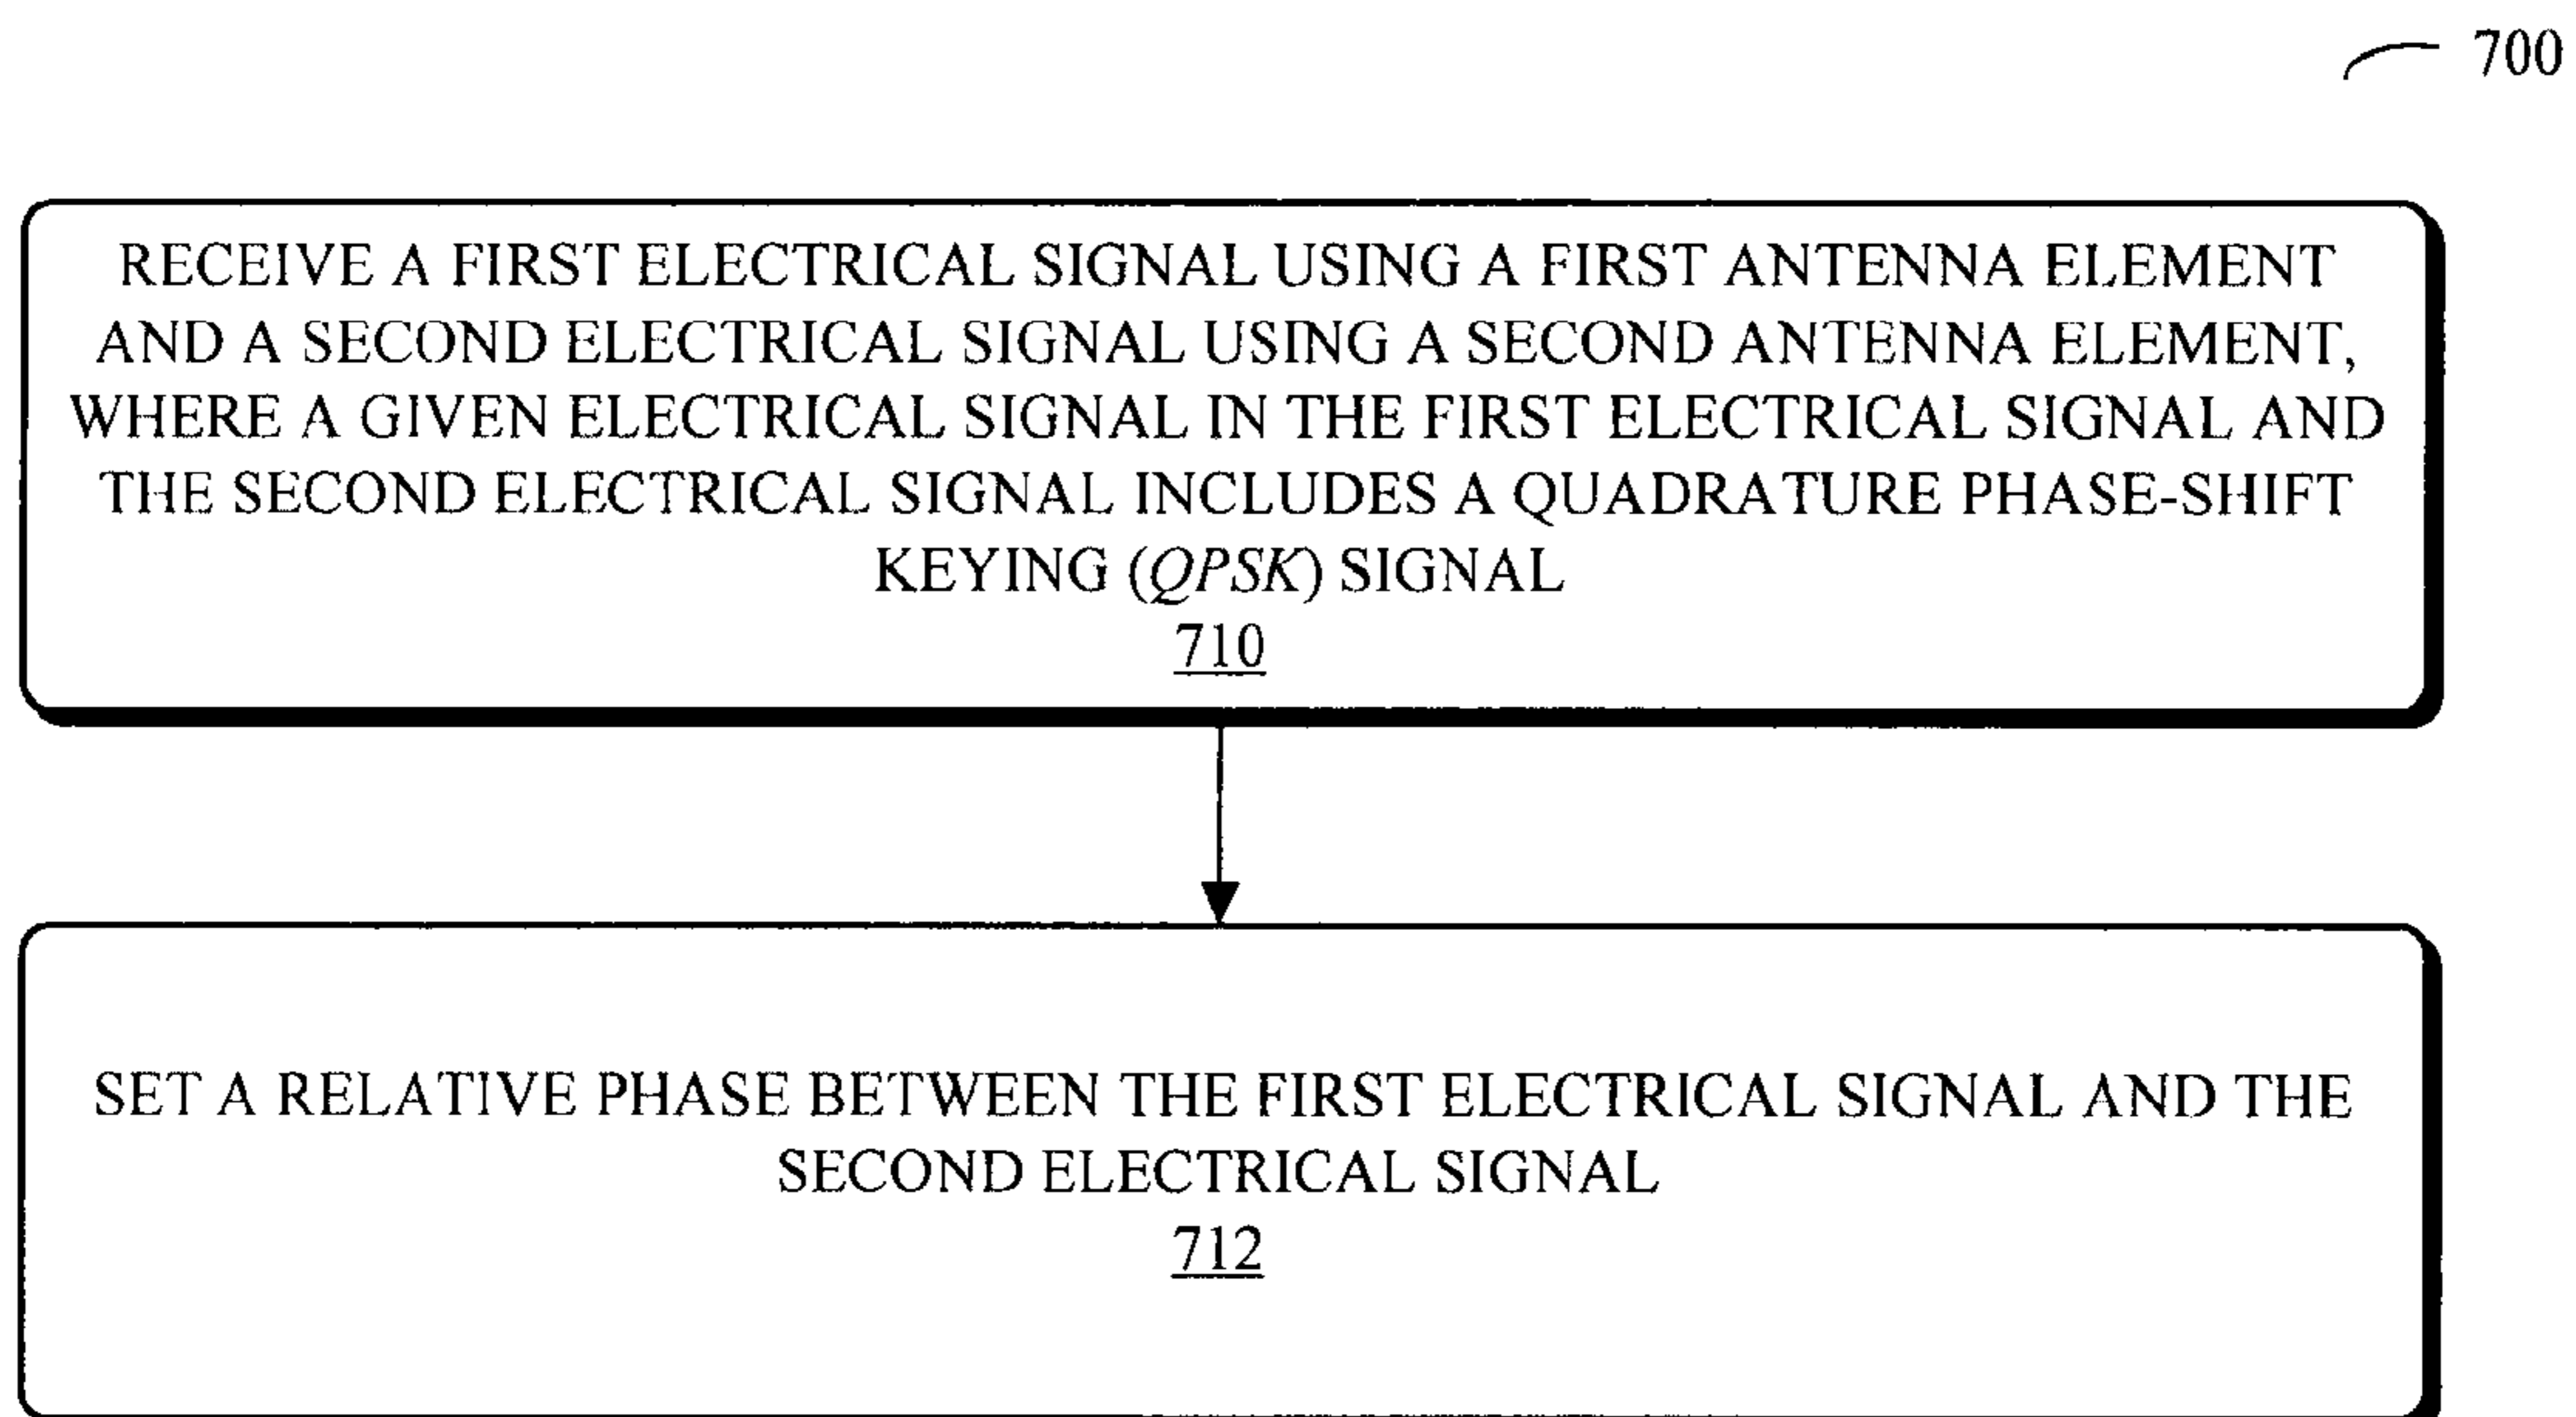 700
RECEIVE A FIRST ELECTRICAL SIGNAL USING A FIRST ANTENNA ELEMENT
AND A SECOND ELECTRICAL SIGNAL USING A SECOND ANTENNA ELEMENT,
WHERE A GIVEN ELECTRICAL SIGNAL IN THE FIRST ELECTRICAL SIGNAL AND
THE SECOND ELECTRICAL SIGNAL INCLUDES A QUADRATURE PHASE-SHIFT
KEYING (QPSK) SIGNAL
710
SET A RELATIVE PHASE BETWEEN THE FIRST ELECTRICAL SIGNAL AND THE
SECOND ELECTRICAL SIGNAL
712